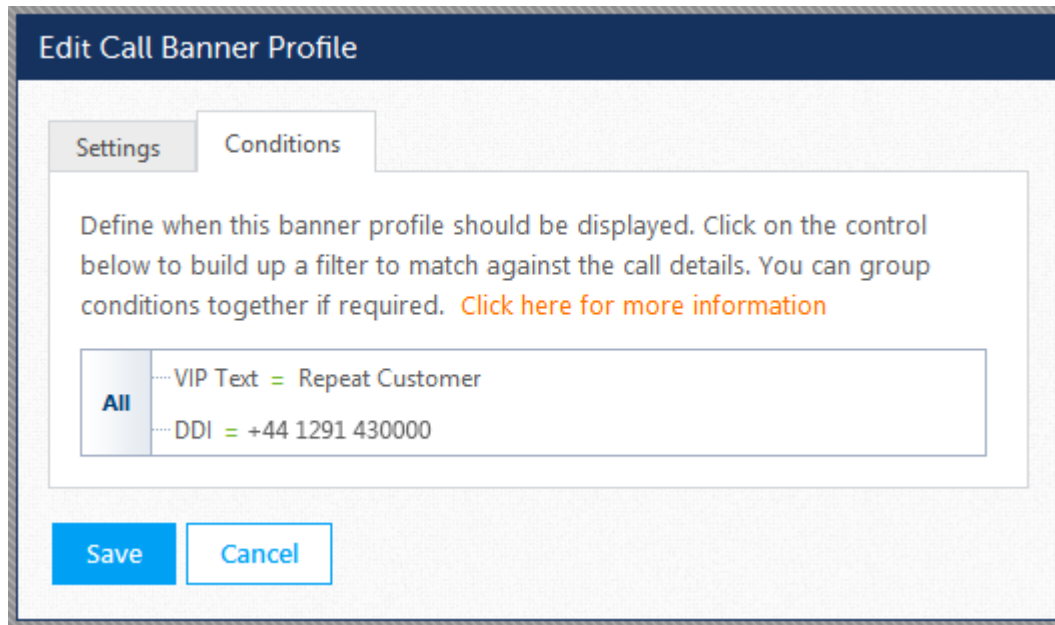 Edit Call Banner Profile
Settings
Conditions
Define when this banner profile should be displayed. Click on the control
below to build up a filter to match against the call details. You can group
conditions together if required. Click here for more information
All
VIP Text = Repeat Customer
DDI = +44 1291 430000
Save
Cancel